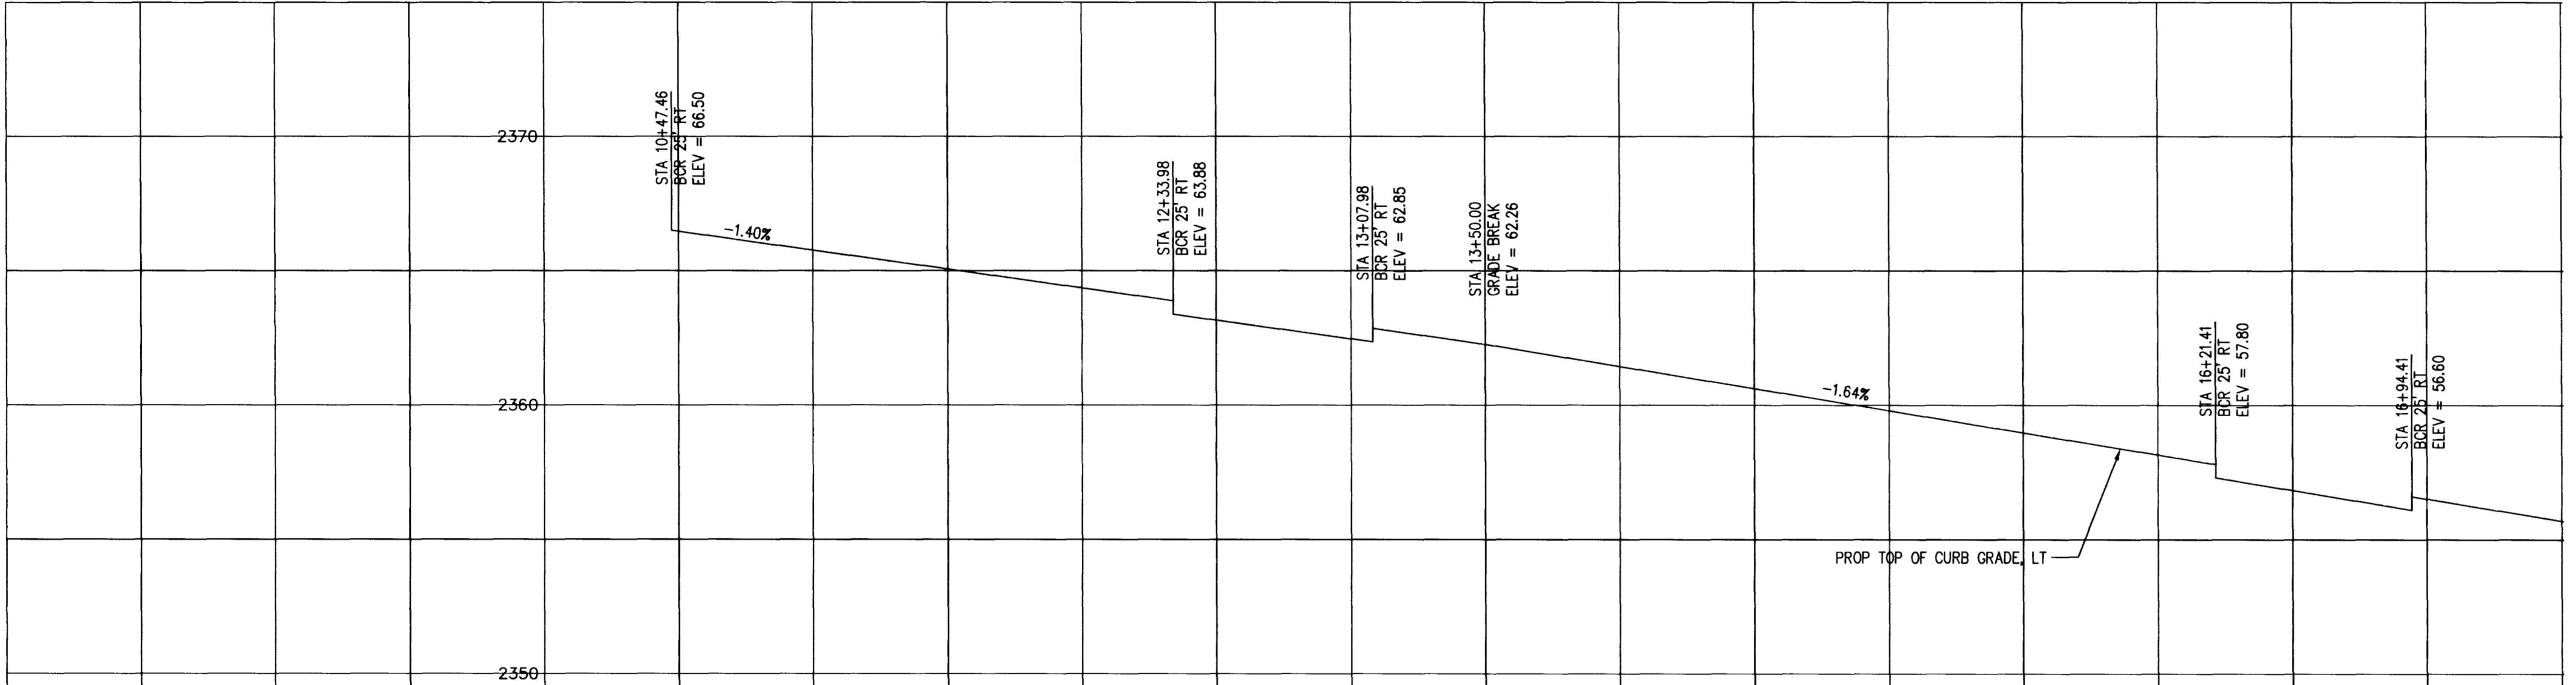 STA 10+47.46
BCR 25' RT
ELEV = 66.50
2370
-1.40%
STA 12+33.98
BCR 25' RT
ELEV = 63.88
STA 13+07.98
BCR 25' RT
ELEV = 62.85
STA 13+50.00
GRADE BREAK
ELEV = 62.26
2360
-1.64%
STA 16+21.41
BCR 25' RT
ELEV = 57.80
STA 16+94.41
BCR 25' RT
ELEV = 56.60
PROP TOP OF CURB GRADE, LT
2350